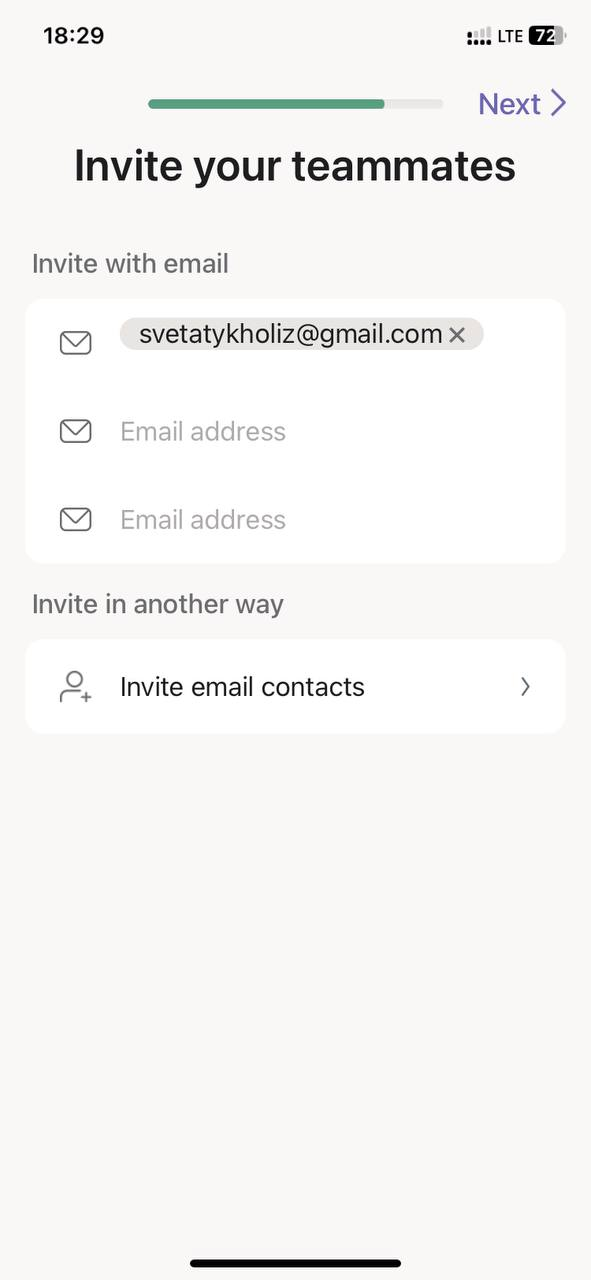 18:29
LTE 72
Next
Invite your teammates
Invite with email
svetatykholiz@gmail.com
Email address
Email address
Invite in another way
Invite email contacts